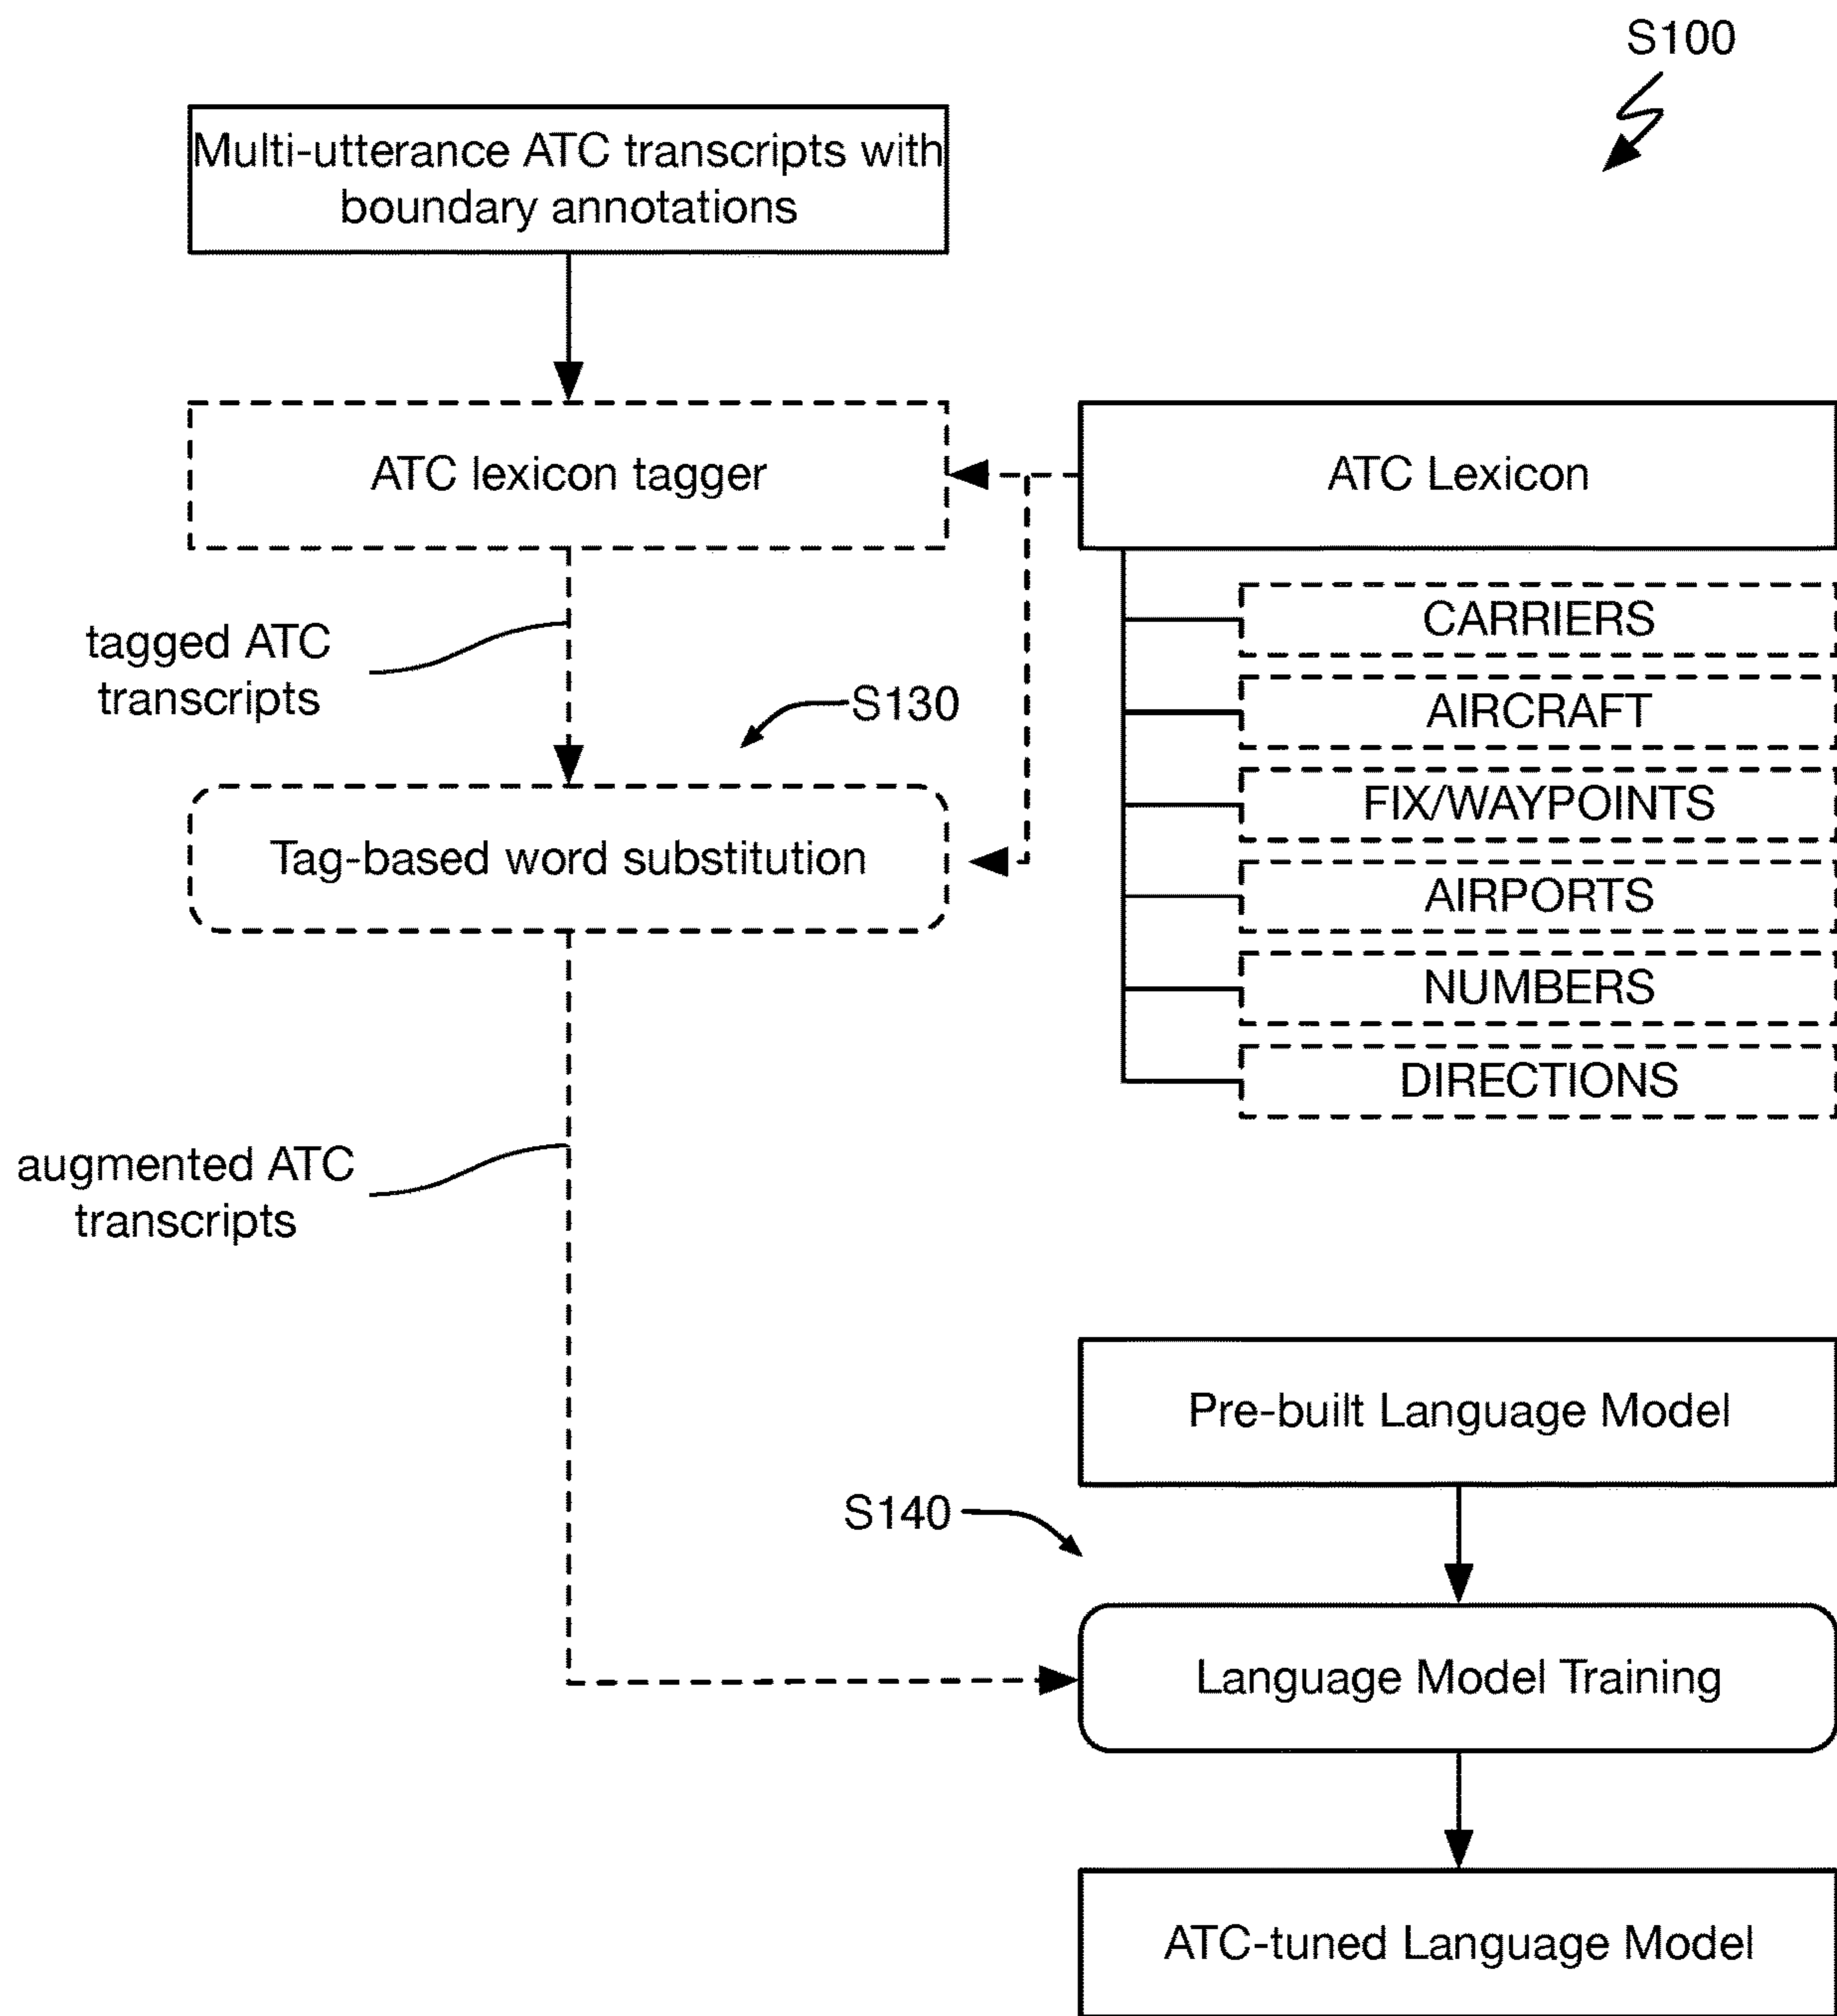 S100
Multi-utterance ATC transcripts with
boundary annotations
ATC lexicon tagger
ATC Lexicon
CARRIERS
tagged ATC
transcripts
AIRCRAFT
S130
FIX/WAYPOINTS
Tag-based word substitution
AIRPORTS
NUMBERS
DIRECTIONS
augmented ATC
transcripts
Pre-built Language Model
S140
Language Model Training
ATC-tuned Language Model